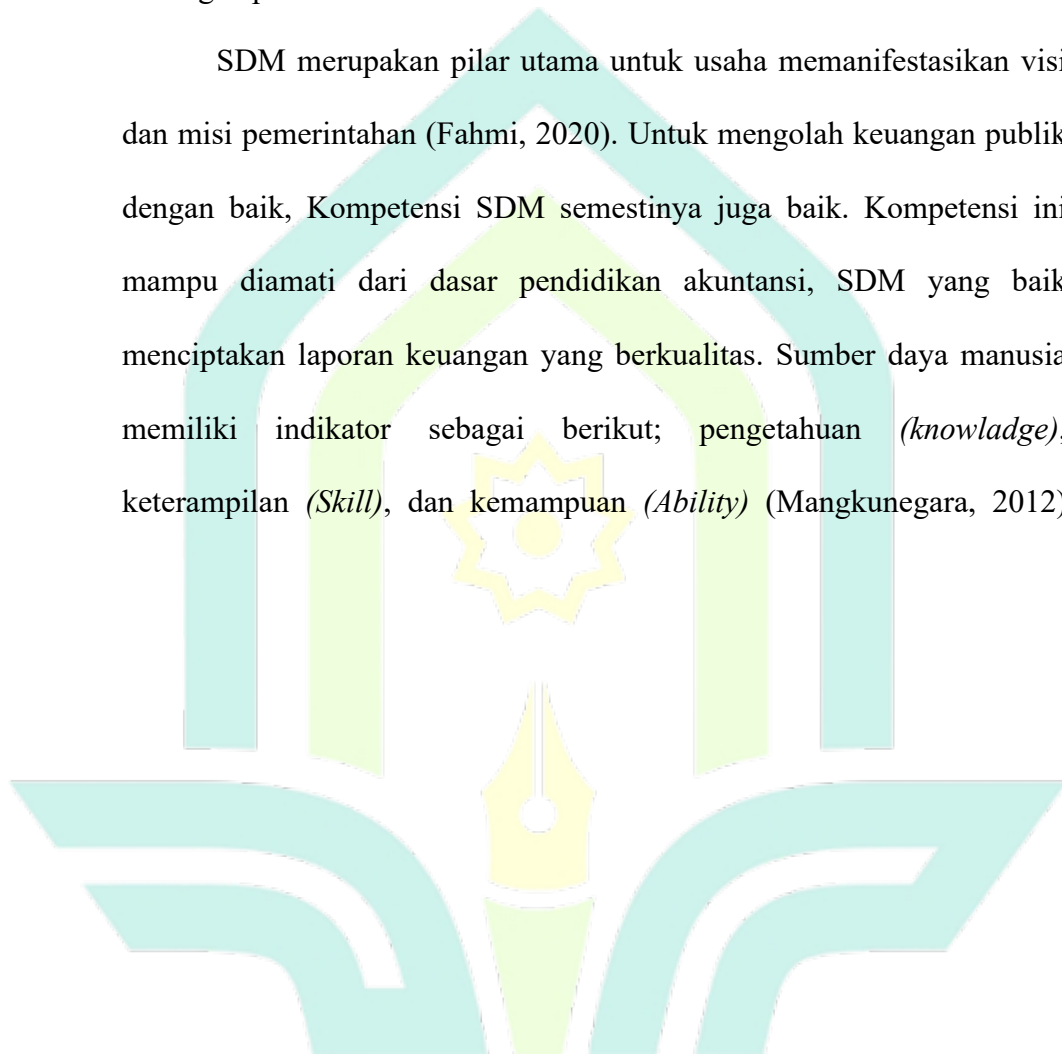 SDM merupakan pilar utama untuk usaha memanifestasikan visi
dan misi pemerintahan (Fahmi, 2020). Untuk mengolah keuangan publik
dengan baik, Kompetensi SDM semestinya juga baik. Kompetensi ini
mampu diamati dari dasar pendidikan akuntansi, SDM yang baik
menciptakan laporan keuangan yang berkualitas. Sumber daya manusia
memiliki indikator sebagai berikut; pengetahuan (knowladge),
keterampilan (Skill), dan kemampuan (Ability) (Mangkunegara, 2012)